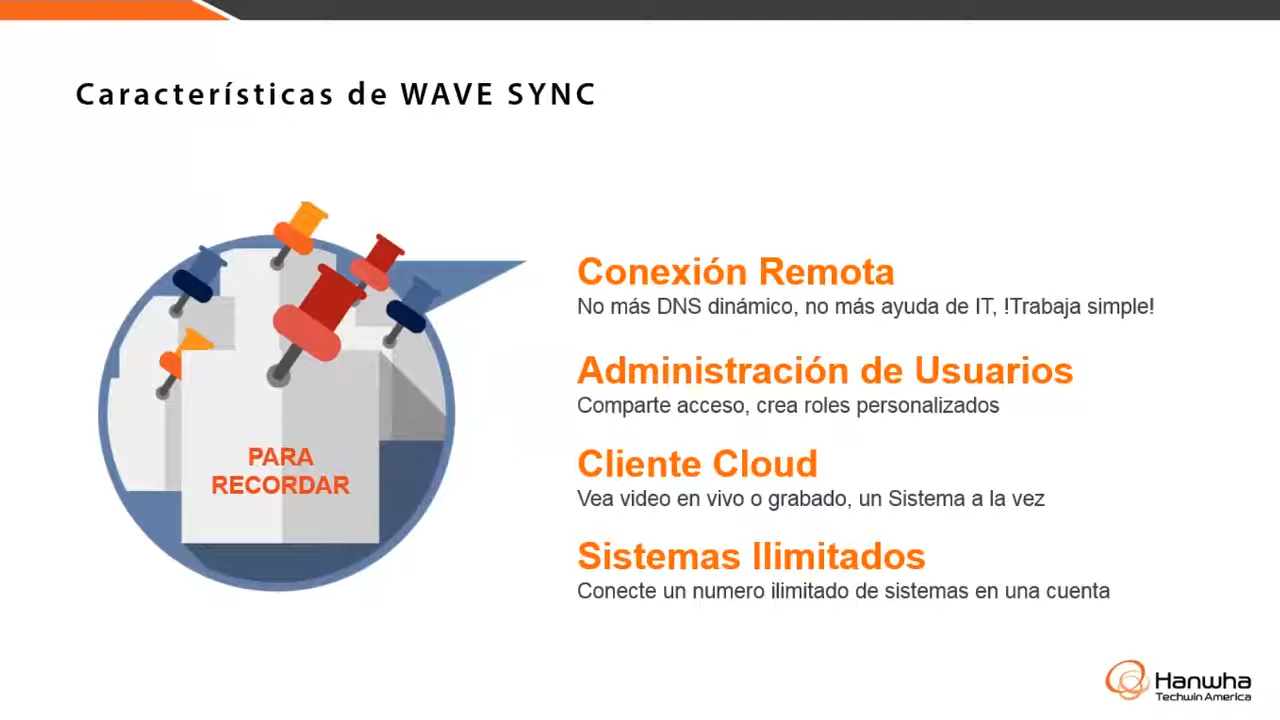 Características de WAVE SYNC
PARA
RECORDAR
Conexión Remota
No más DNS dinámico, no más ayuda de IT, !Trabaja simple!
Administración de Usuarios
Comparte acceso, crea roles personalizados
Cliente Cloud
Vea video en vivo o grabado, un Sistema a la vez
Sistemas Ilimitados
Conecte un numero ilimitado de sistemas en una cuenta
Hanwha
Techwin America